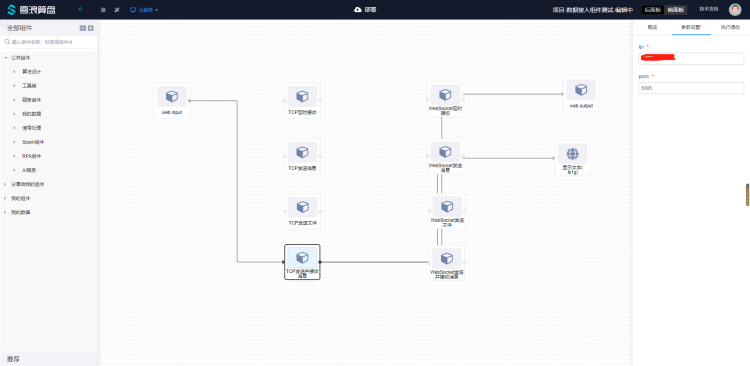 雪浪算盘
云服务
部署
项目-数据接入组件测试-编辑中
后面板
前面板
技术支持
全部组件
输入组件名称、标签或描述(Ent)
公共组件
算法设计
工具箱
服务组件
我的数据
信号处理
Spark组件
RPA组件
AI服务
分享给我的组件
我的组件
我的数据
推荐
web input
TCP定时接收
TCP发送消息
TCP发送文件
TCP发送并接收
消息
WebSocket定时
接收
WebSocket发送
消息
WebSocket发送
文件
WebSocket发送
并接收消息
web output
显示文本(
概览
参数设置
执行调优
ip: *
port: *